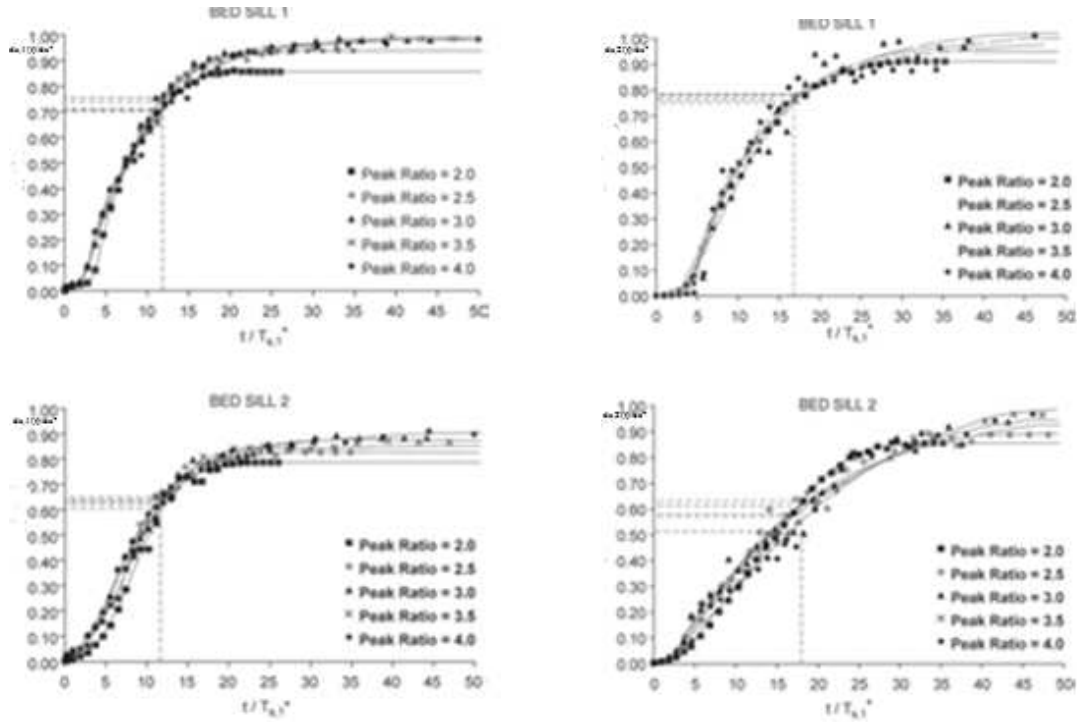 BED SILL 1
1.00
0.90
0.80
0.70
0.60
0.50
0.40
0.30
0.20
0.10
0.00
Peak Ratio = 2.0
Peak Ratio = 2.5
Peak Ratio = 3.0
Peak Ratio = 3.5
Peak Ratio = 4.0
0 5 10 15 20 25 30 35 40 45
BED SILL 1
1.00
0.90
0.80
0.70
0.60
0.50
0.40
0.30
0.20
0.10
0.00
Peak Ratio = 2.0
Peak Ratio = 2.5
Peak Ratio = 3.0
Peak Ratio = 3.5
Peak Ratio = 4.0
0 5 10 15 20 25 30 35 40 45 50
BED SILL 2
1.00
0.90
0.80
0.70
0.60
0.50
0.40
0.30
0.20
0.10
0.00
Peak Ratio = 2.0
Peak Ratio = 2.5
Peak Ratio = 3.0
Peak Ratio = 3.5
Peak Ratio = 4.0
0 5 10 15 20 25 30 35 40 45 50
BED SILL 2
1.00
0.90
0.80
0.70
0.60
0.50
0.40
0.30
0.20
0.10
0.00
Peak Ratio = 2.0
Peak Ratio = 2.5
Peak Ratio = 3.0
Peak Ratio = 3.5
Peak Ratio = 4.0
0 5 10 15 20 25 30 35 40 45